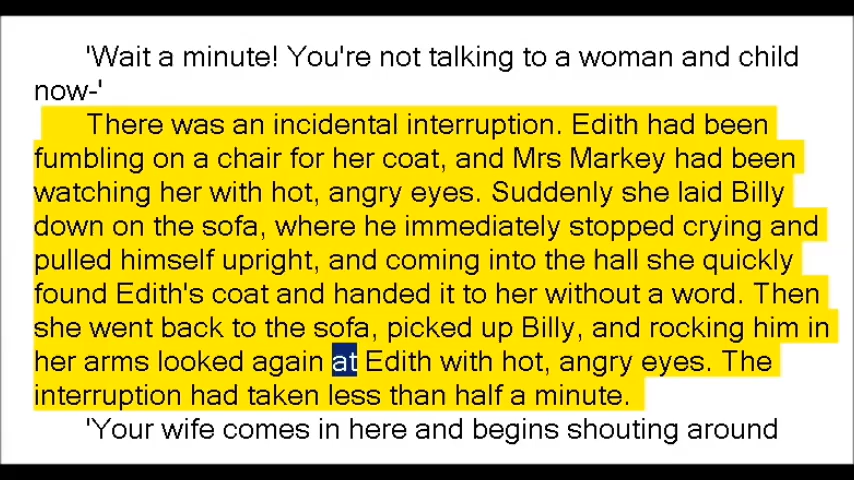 'Wait a minute! You're not talking to a woman and child
now-'
There was an incidental interruption. Edith had been
fumbling on a chair for her coat, and Mrs Markey had been
watching her with hot, angry eyes. Suddenly she laid Billy
down on the sofa, where he immediately stopped crying and
pulled himself upright, and coming into the hall she quickly
found Edith's coat and handed it to her without a word. Then
she went back to the sofa, picked up Billy, and rocking him in
her arms looked again at Edith with hot, angry eyes. The
interruption had taken less than half a minute.
'Your wife comes in here and begins shouting around